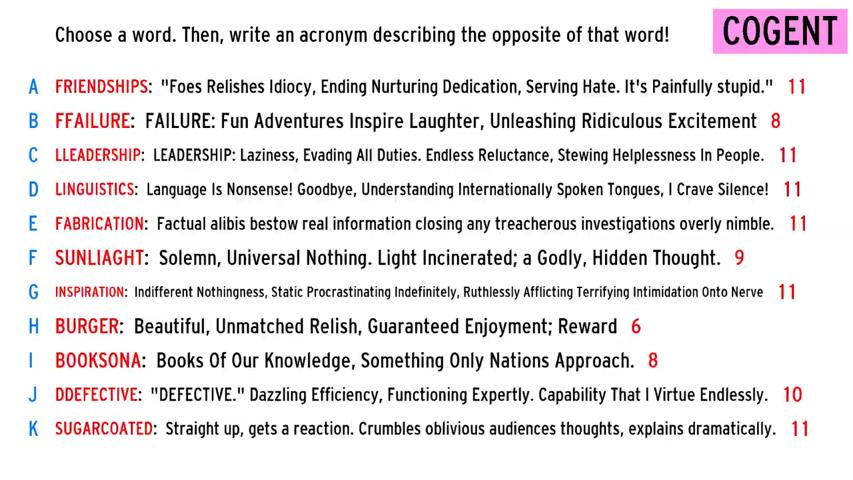 Choose a word. Then, write an acronym describing the opposite of that word!
COGENT
A FRIENDSHIPS: "Foes Relishes Idiocy, Ending Nurturing Dedication, Serving Hate. It's Painfully stupid." 11
B FFAILURE: FAILURE: Fun Adventures Inspire Laughter, Unleashing Ridiculous Excitement 8
C LLEADERSHIP: LEADERSHIP: Laziness, Evading All Duties. Endless Reluctance, Stewing Helplessness In People. 11
D LINGUISTICS: Language Is Nonsense! Goodbye, Understanding Internationally Spoken Tongues, I Crave Silence! 11
E FABRICATION: Factual alibis bestow real information closing any treacherous investigations overly nimble. 11
F SUNLIAGHT: Solemn, Universal Nothing. Light Incinerated; a Godly, Hidden Thought. 9
G INSPIRATION: Indifferent Nothingness, Static Procrastinating Indefinitely, Ruthlessly Afflicting Terrifying Intimidation Onto Nerve 11
H BURGER: Beautiful, Unmatched Relish, Guaranteed Enjoyment; Reward 6
I BOOKSONA: Books Of Our Knowledge, Something Only Nations Approach. 8
J DDEFECTIVE: "DEFECTIVE." Dazzling Efficiency, Functioning Expertly. Capability That I Virtue Endlessly. 10
K SUGARCOATED: Straight up, gets a reaction. Crumbles oblivious audiences thoughts, explains dramatically. 11